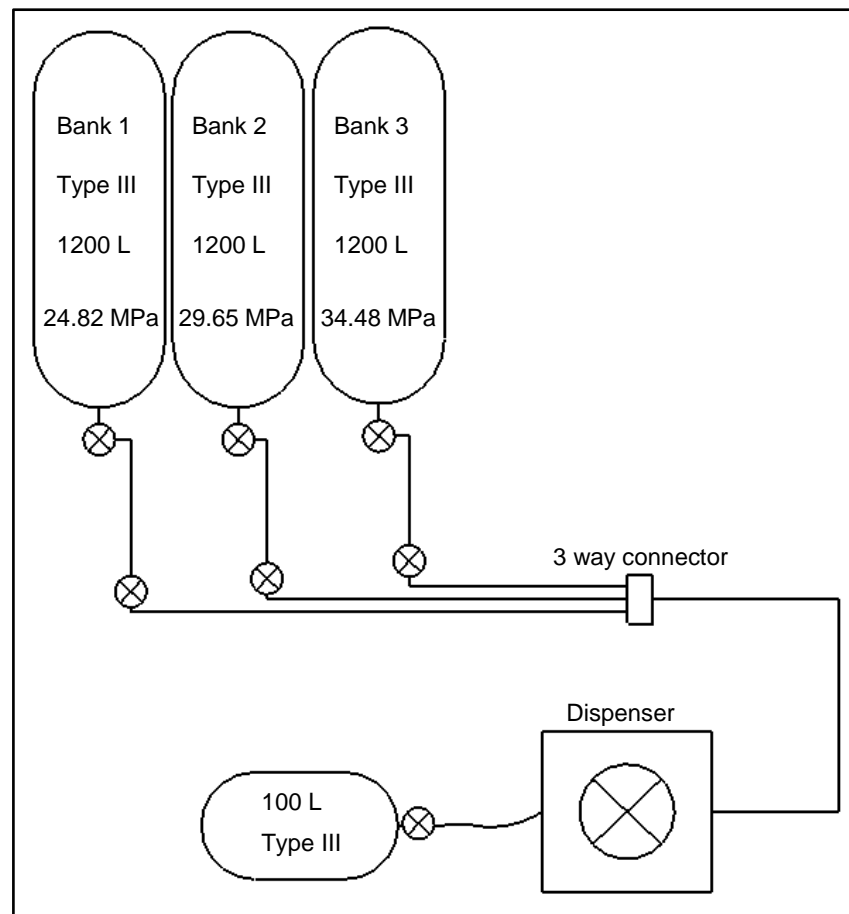 Bank 1
Type III
1200 L
24.82 MPa
Bank 2
Type III
1200 L
29.65 MPa
Bank 3
Type III
1200 L
34.48 MPa
3 way connector
Dispenser
100 L
Type III